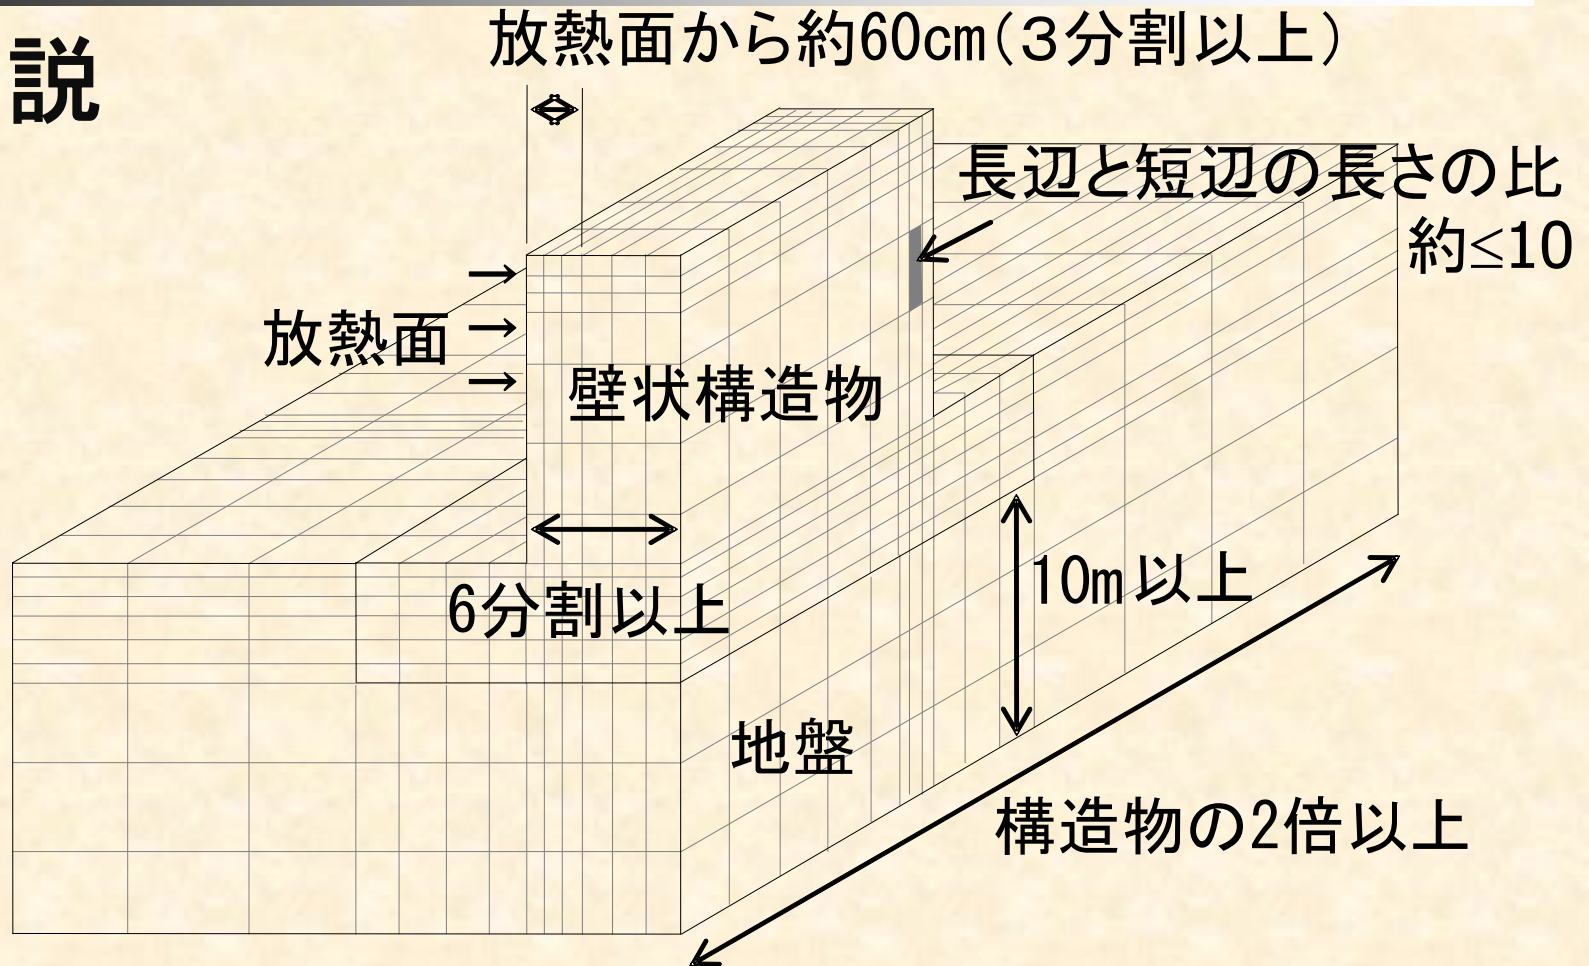 説
放熱面から約60cm(3分割以上)
長辺と短辺の長さの比
約≤10
放熱面
壁状構造物
6分割以上
10m以上
地盤
構造物の2倍以上